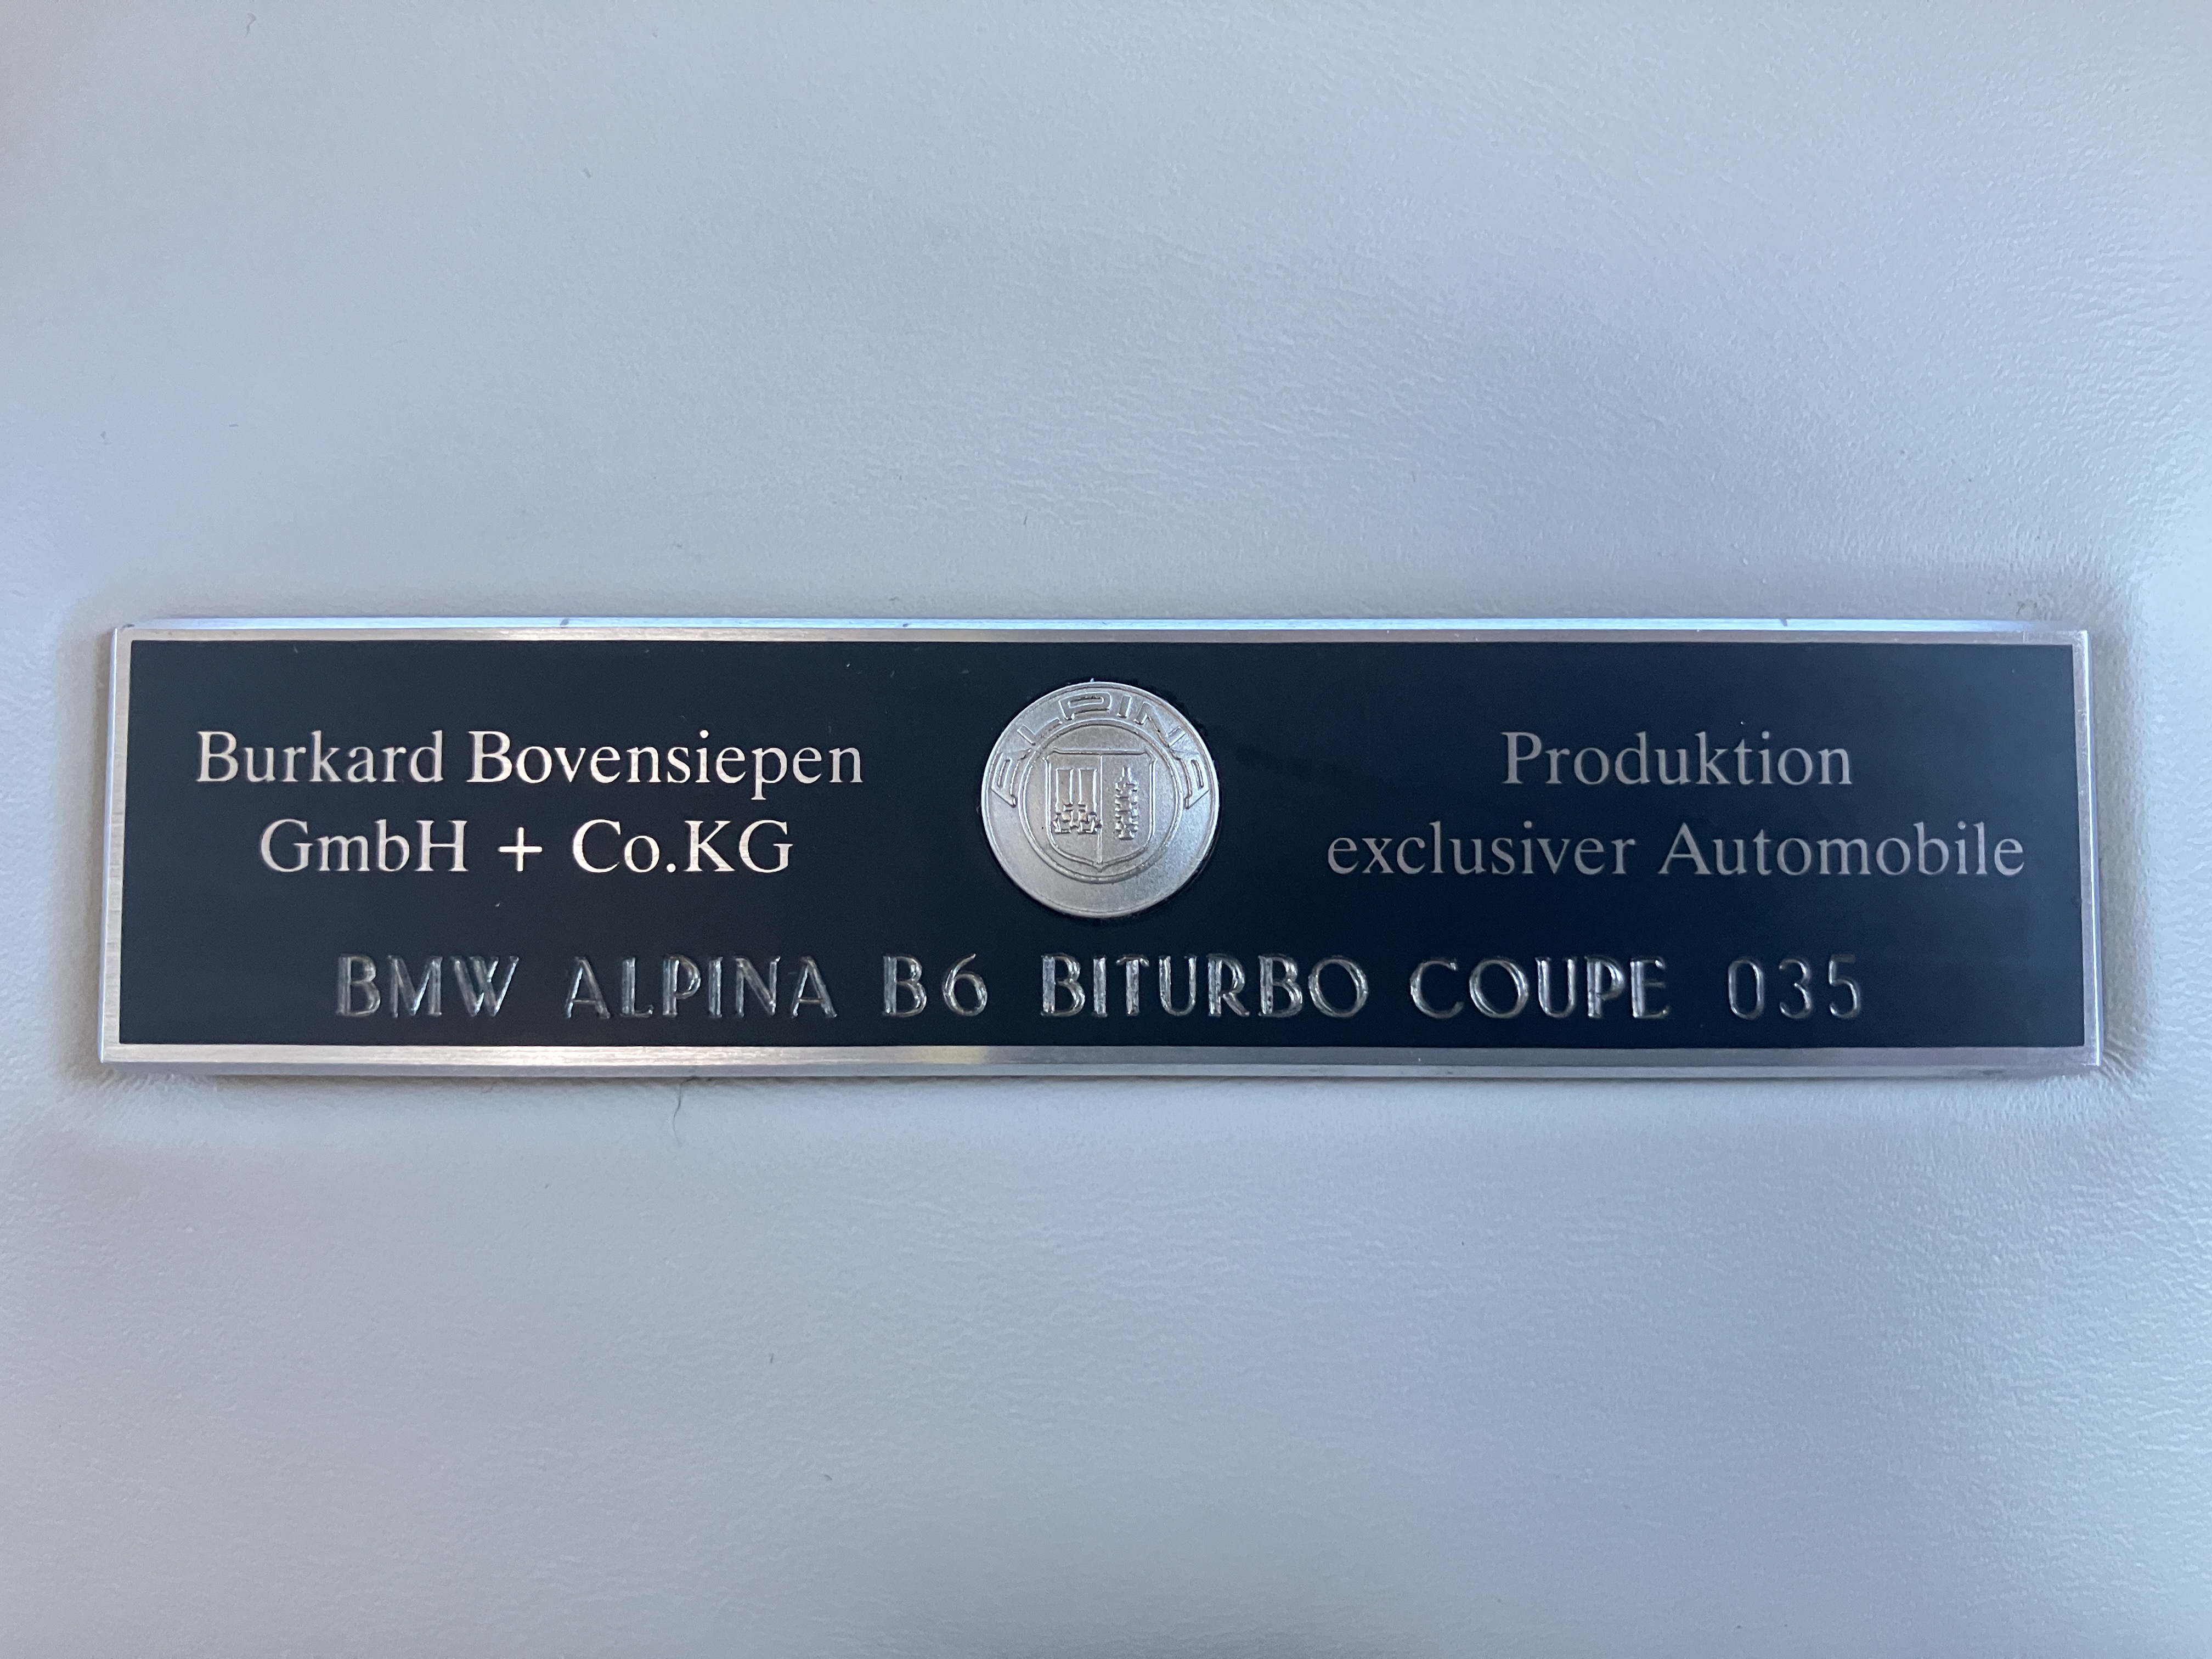 Burkard Bovensiepen
GmbH + Co.KG
ALPINA
Produktion
exclusiver Automobile
BMW ALPINA B6 BITURBO COUPE 035